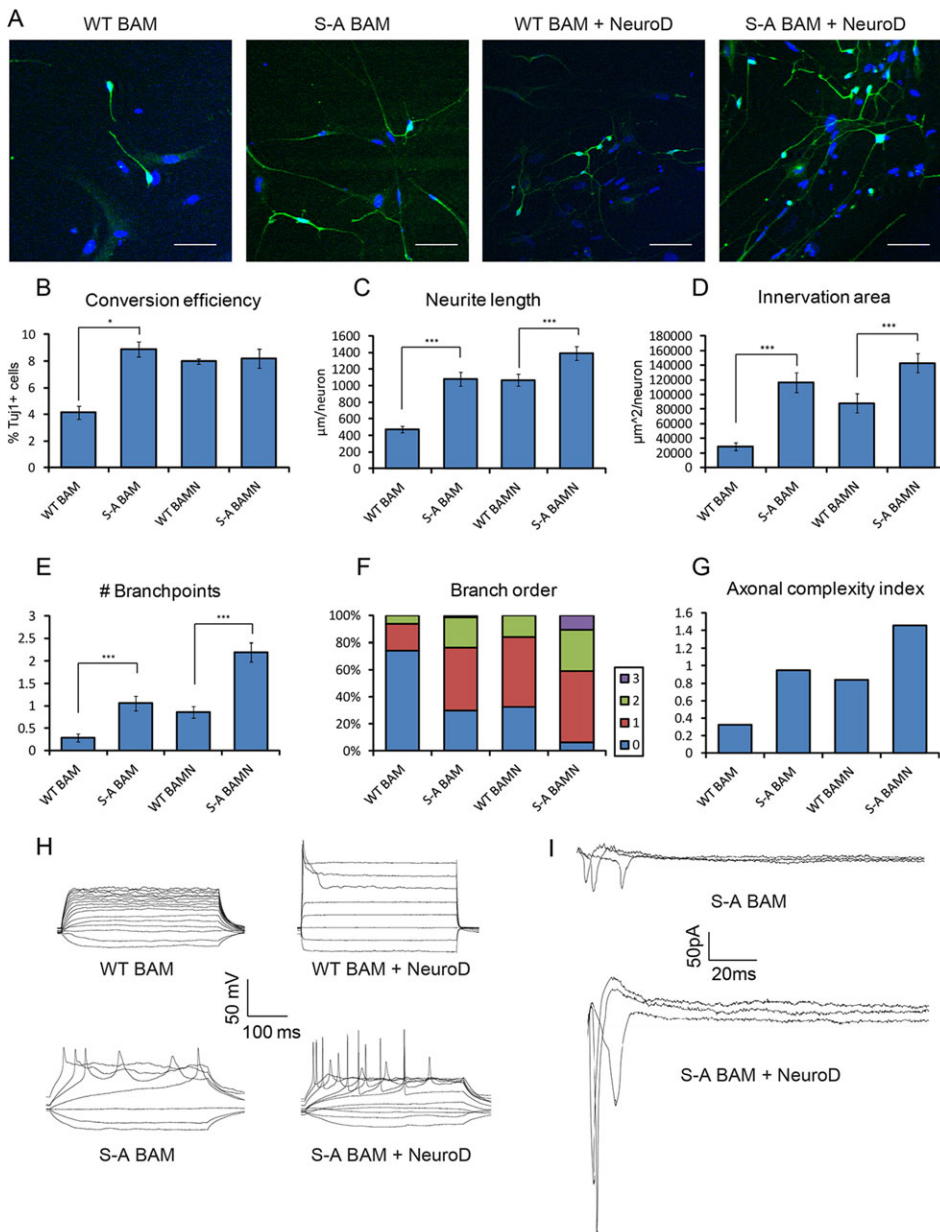 A
WT BAM
S-A BAM
WT BAM + NeuroD
S-A BAM + NeuroD
B
Conversion efficiency
*
% Tuj1+ cells
10
8
6
4
2
0
WT BAM
S-A BAM
WT BAMN
S-A BAMN
C
Neurite length
***
***
µm/neuron
1600
1400
1200
1000
800
600
400
200
0
WT BAM
S-A BAM
WT BAMN
S-A BAMN
D
Innervation area
***
***
µm^2/neuron
180000
160000
140000
120000
100000
80000
60000
40000
20000
0
WT BAM
S-A BAM
WT BAMN
S-A BAMN
E
# Branchpoints
***
***
3
2.5
2
1.5
1
0.5
0
WT BAM
S-A BAM
WT BAMN
S-A BAMN
F
Branch order
100%
80%
60%
40%
20%
0%
3
2
1
0
WT BAM
S-A BAM
WT BAMN
S-A BAMN
G
Axonal complexity index
1.6
1.4
1.2
1
0.8
0.6
0.4
0.2
0
WT BAM
S-A BAM
WT BAMN
S-A BAMN
H
WT BAM
WT BAM + NeuroD
50 mV
100 ms
S-A BAM
S-A BAM + NeuroD
I
S-A BAM
50pA
20ms
S-A BAM + NeuroD